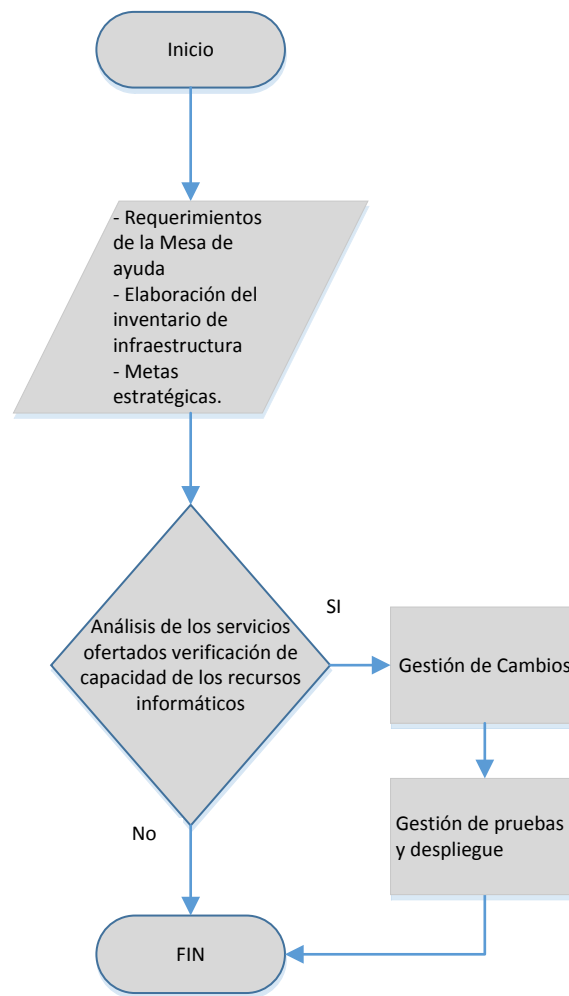 Inicio
- Requerimientos
de la Mesa de
ayuda
- Elaboración del
inventario de
infraestructura
- Metas
estratégicas.
Análisis de los servicios
ofertados verificación de
capacidad de los recursos
informáticos
SI
Gestión de Cambios
Gestión de pruebas
y despliegue
No
FIN